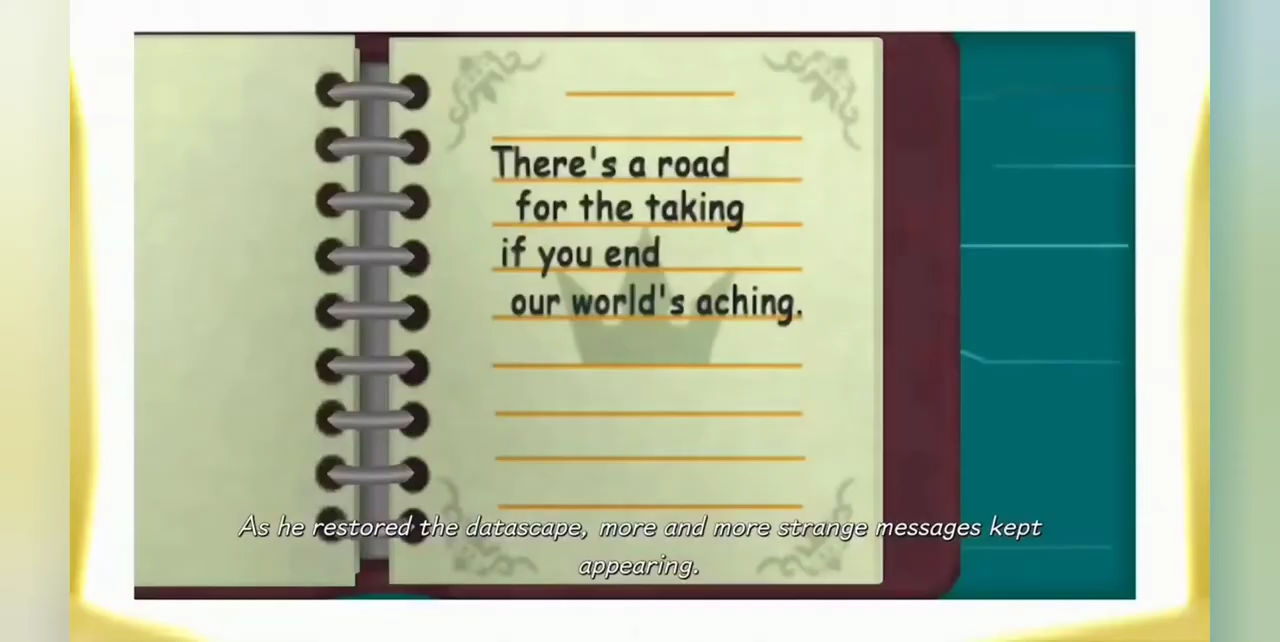 There's a road
for the taking
if you end
our world's aching.
As he restored the datascape, more and more strange messages kept
appearing.